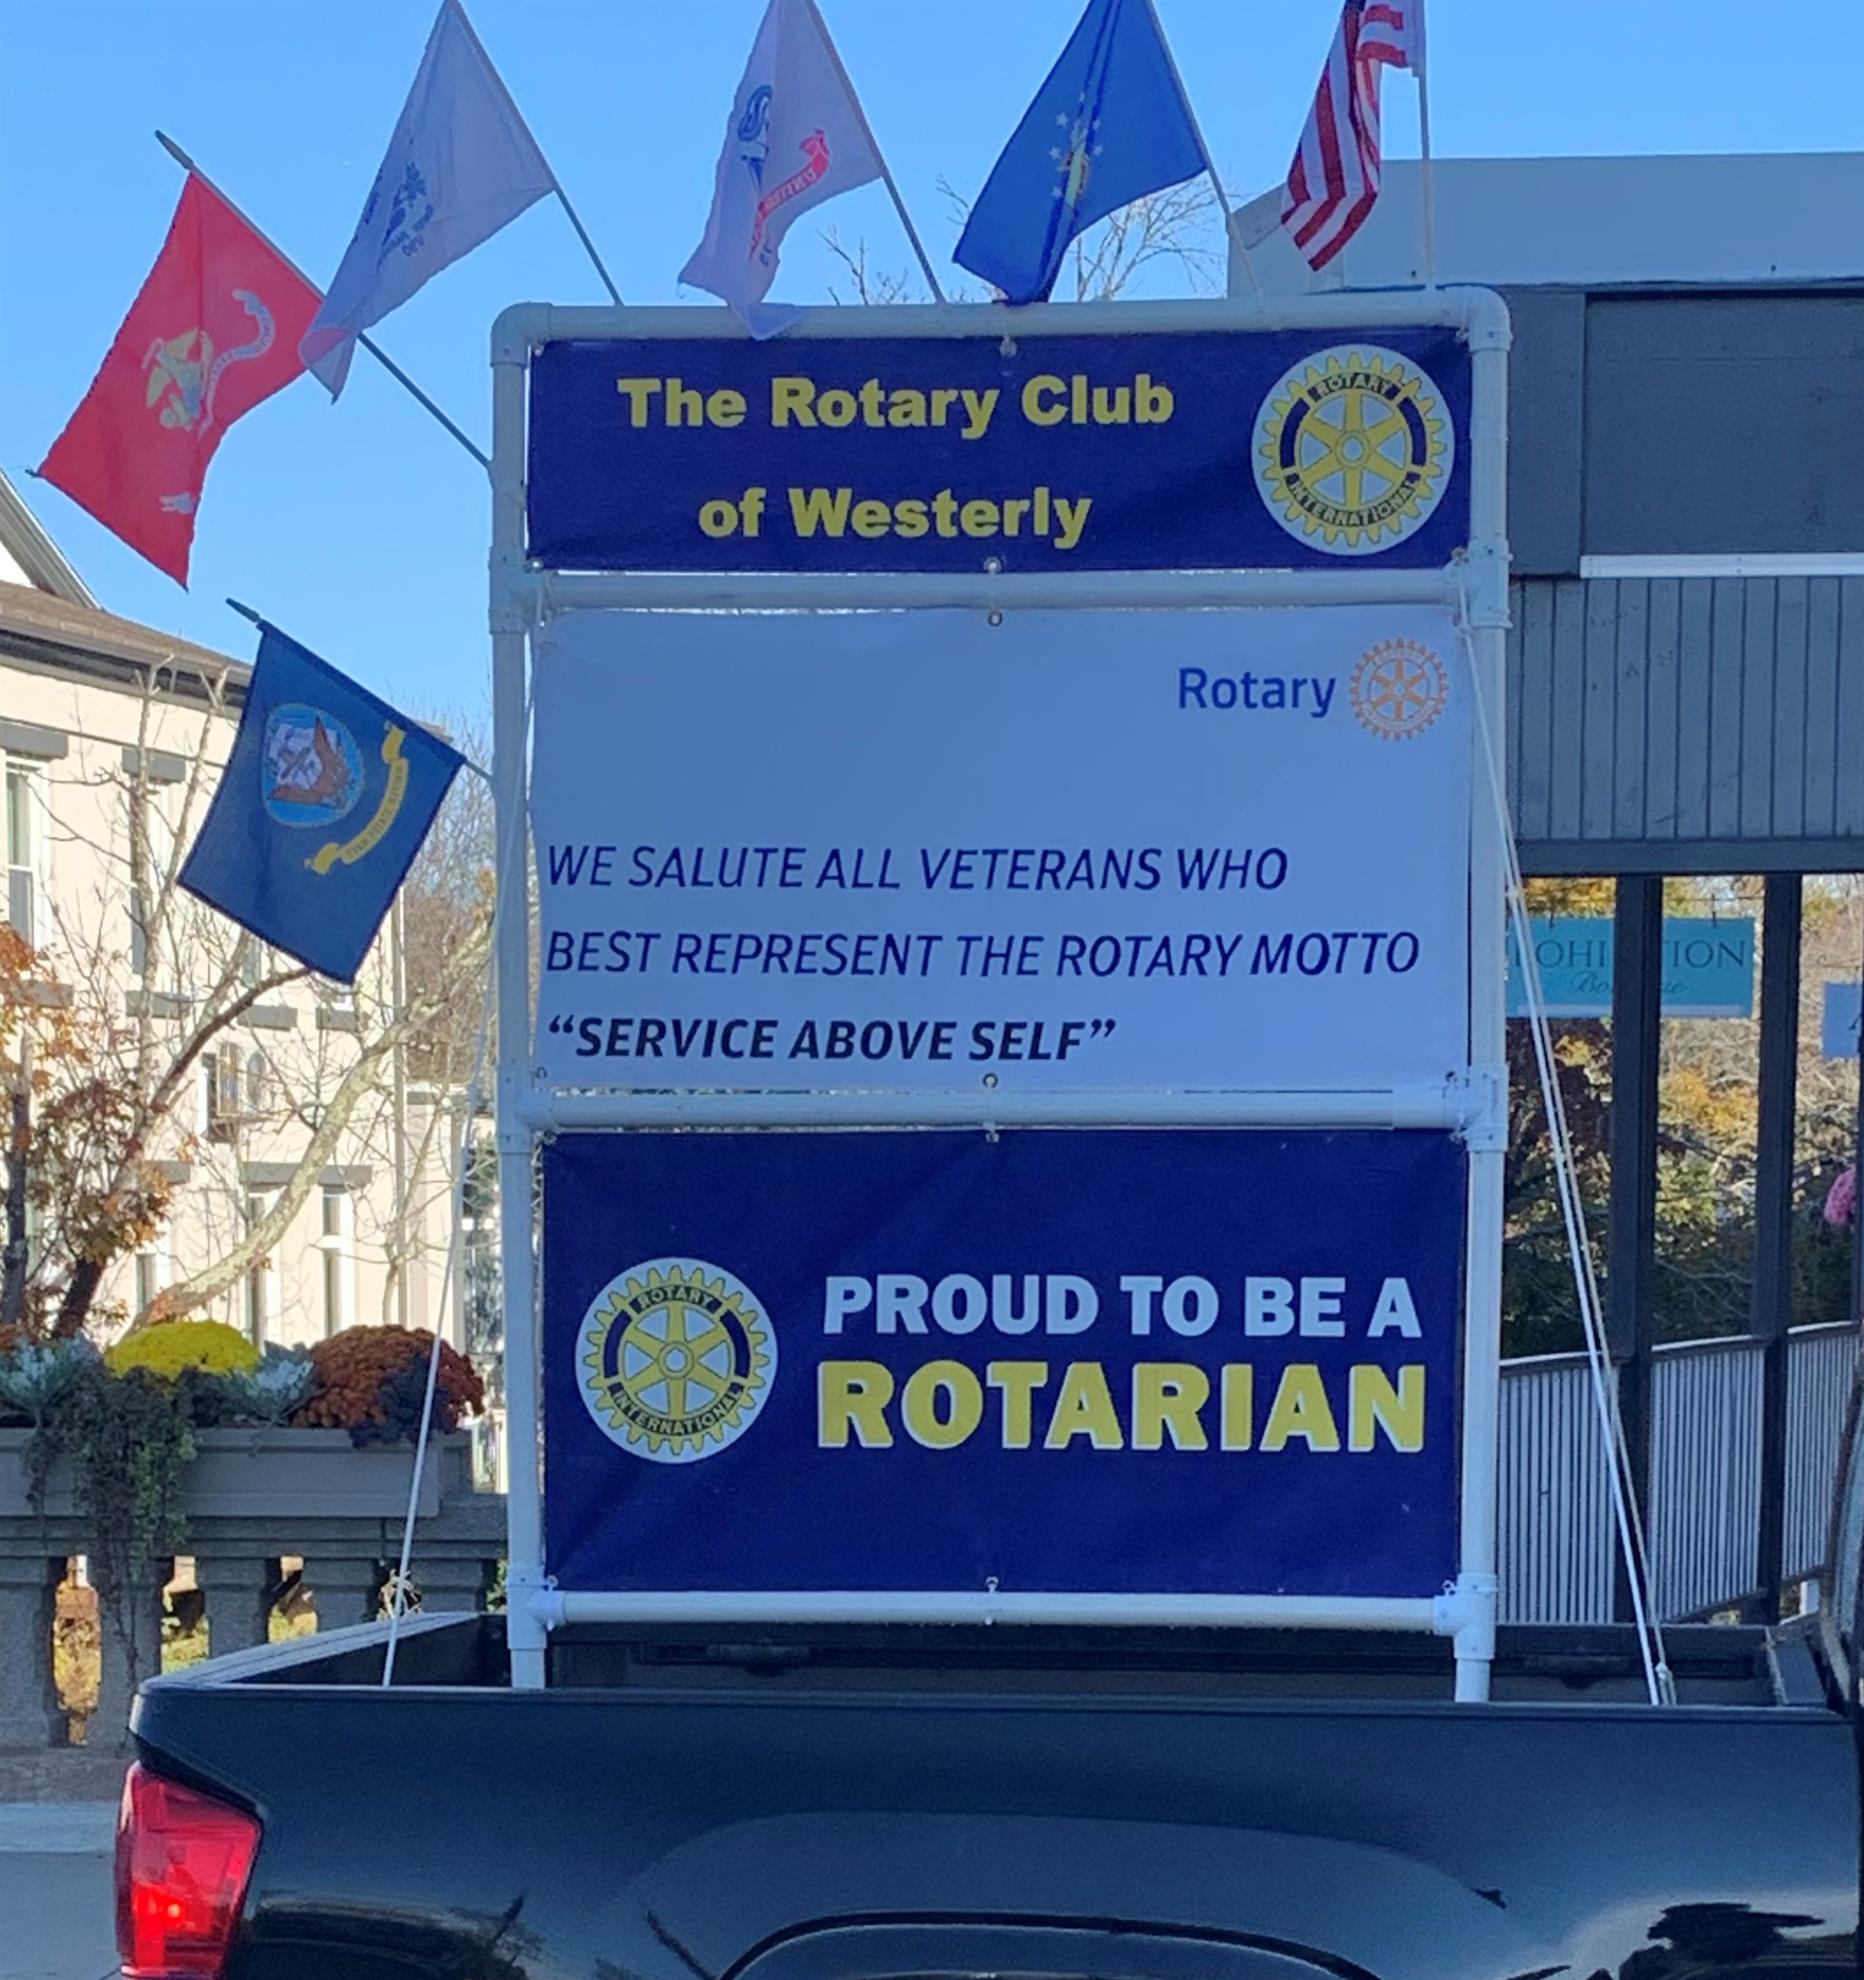 UNITED
The Rotary Club
of Westerly
ROTARY
INTERNATIONAL
Rotary
WE SALUTE ALL VETERANS WHO
BEST REPRESENT THE ROTARY MOTTO
“SERVICE ABOVE SELF”
ROTARY
INTERNATIONAL
PROUD TO BE A
ROTARIAN